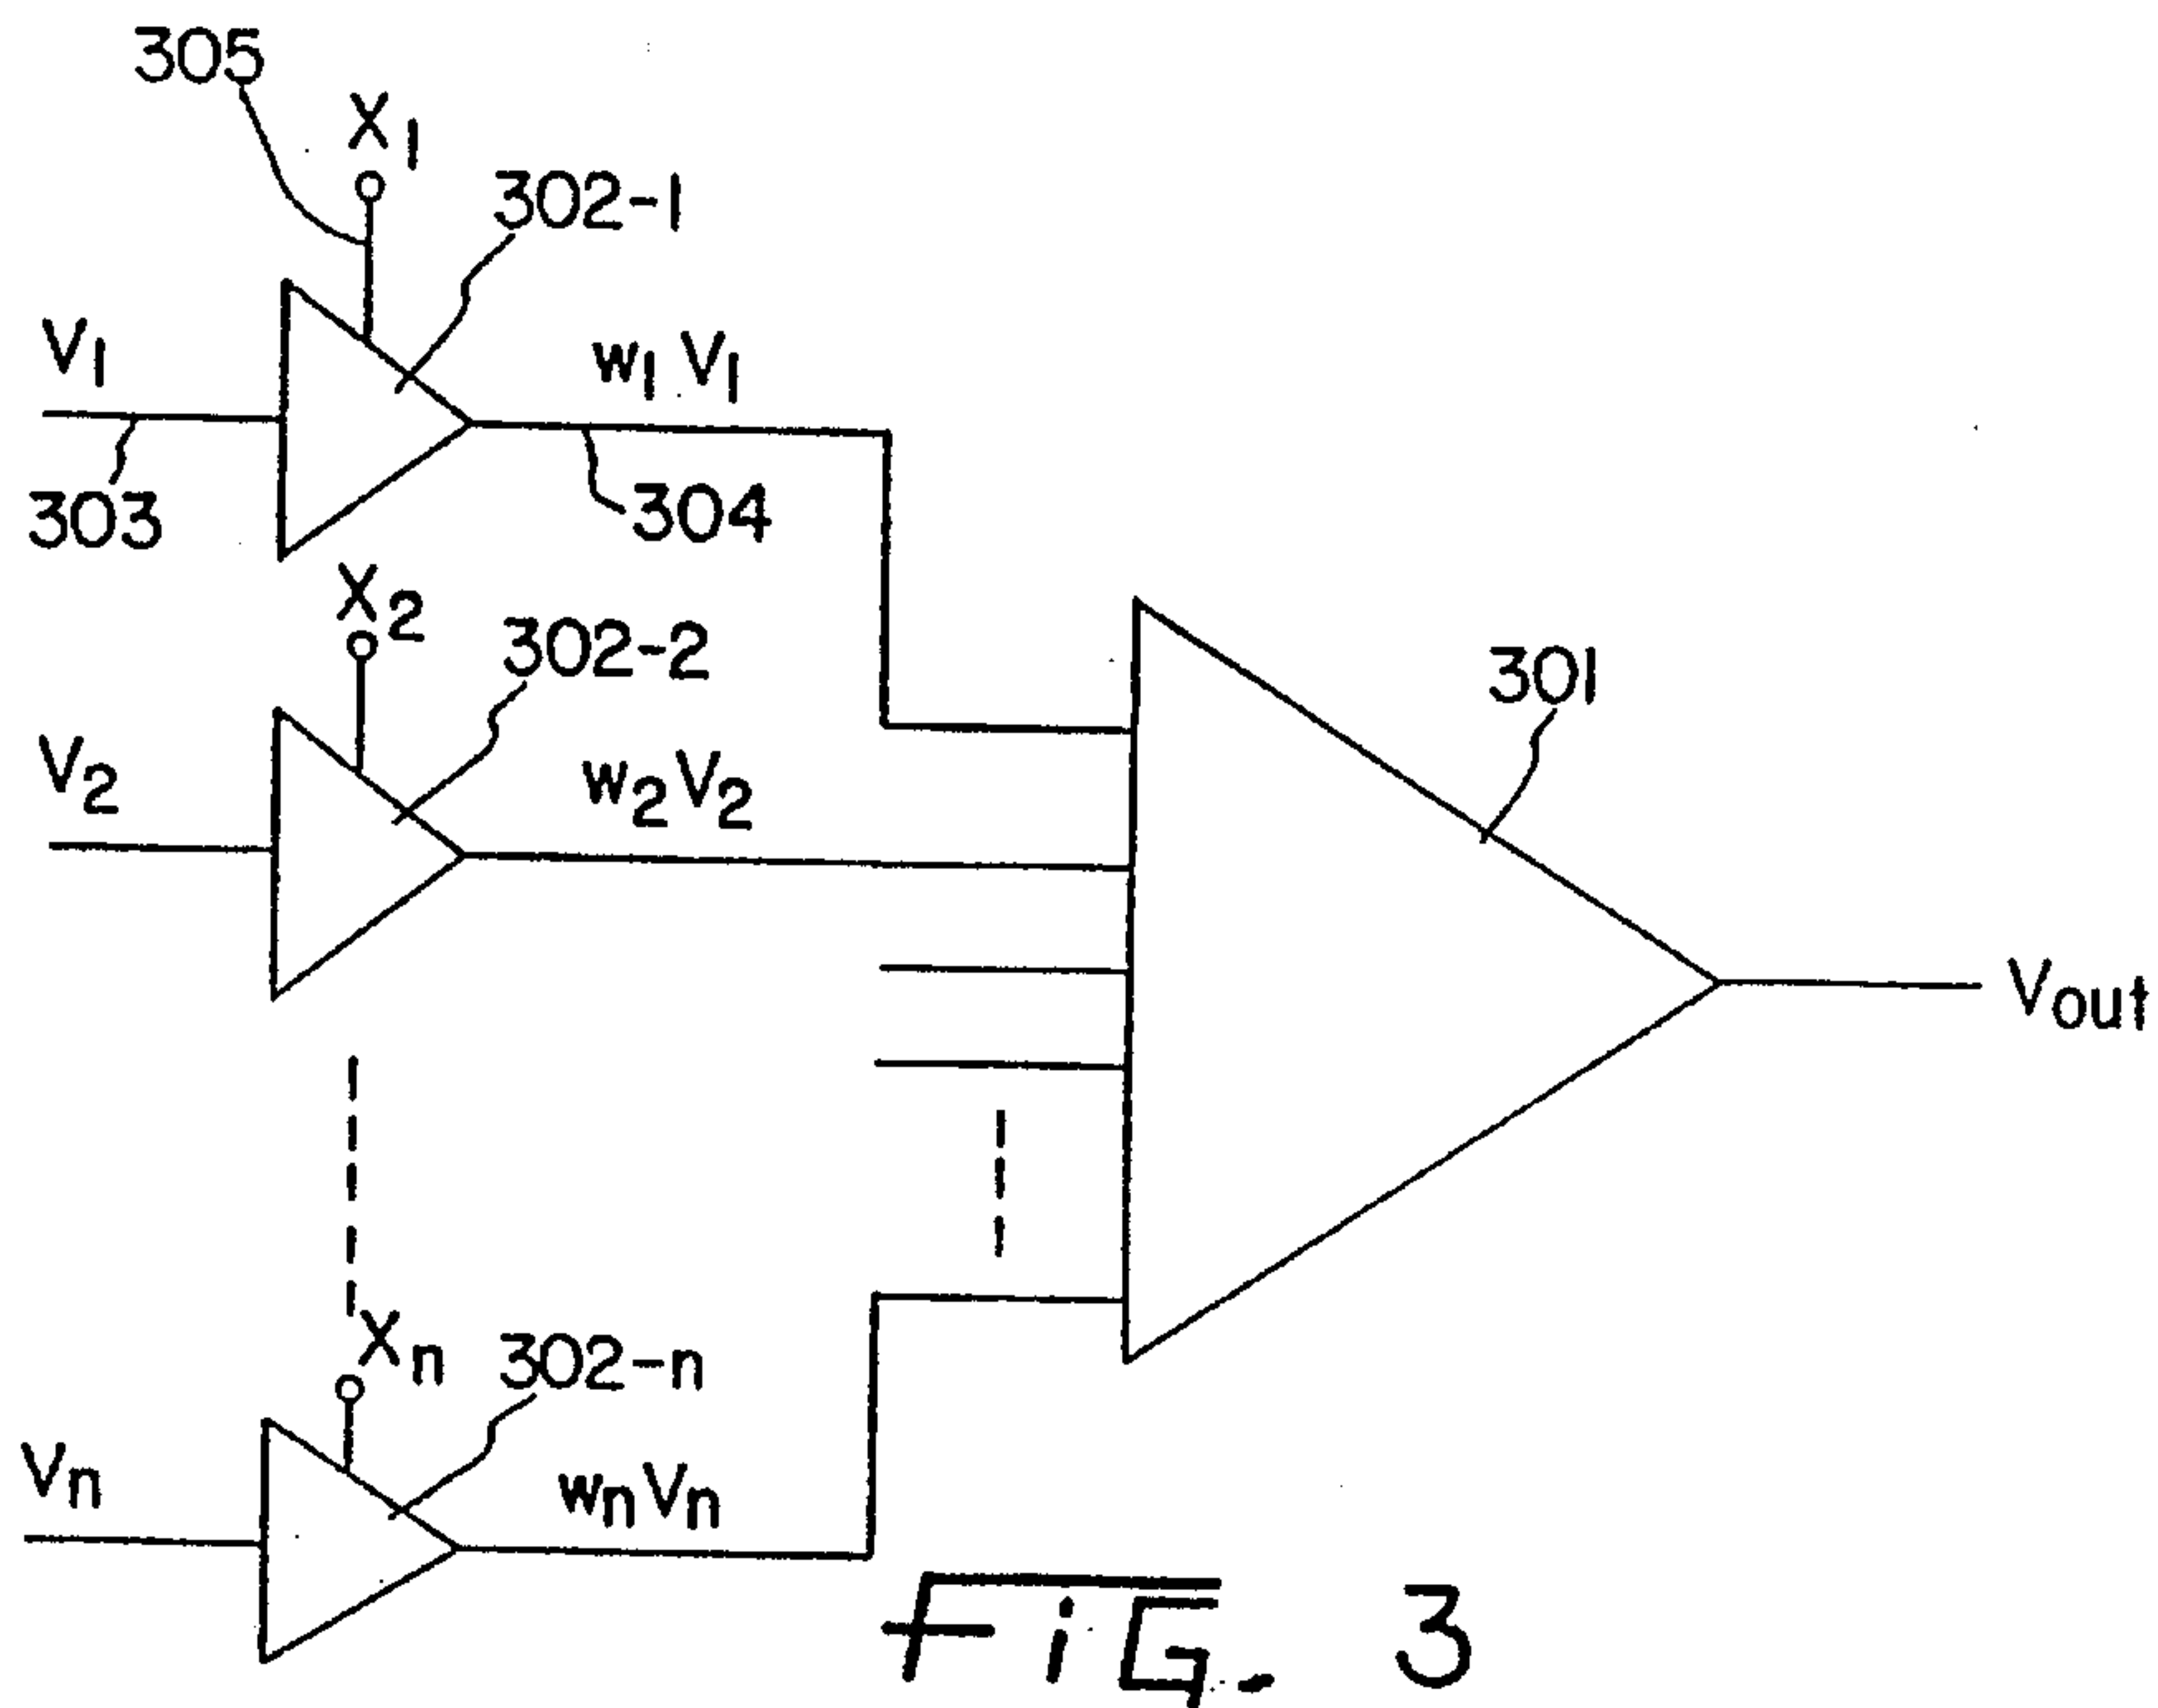 305
X1
302-1
V1
w1 V1
303
304
X2
302-2
301
V2
w2V2
Vout
Xn
302-n
Vn
wnVn
FiG. 3